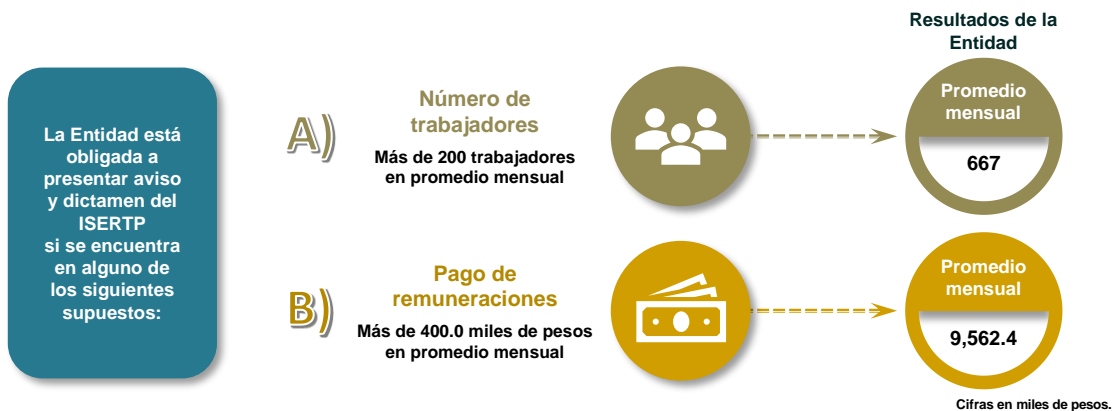 La Entidad está
obligada a
presentar aviso
y dictamen del
ISERTP
si se encuentra
en alguno de
los siguientes
supuestos:
A)
Número de
trabajadores
Más de 200 trabajadores
en promedio mensual
Resultados de la
Entidad
Promedio
mensual
667
B)
Pago de
remuneraciones
Más de 400.0 miles de pesos
en promedio mensual
Promedio
mensual
9,562.4
Cifras en miles de pesos.